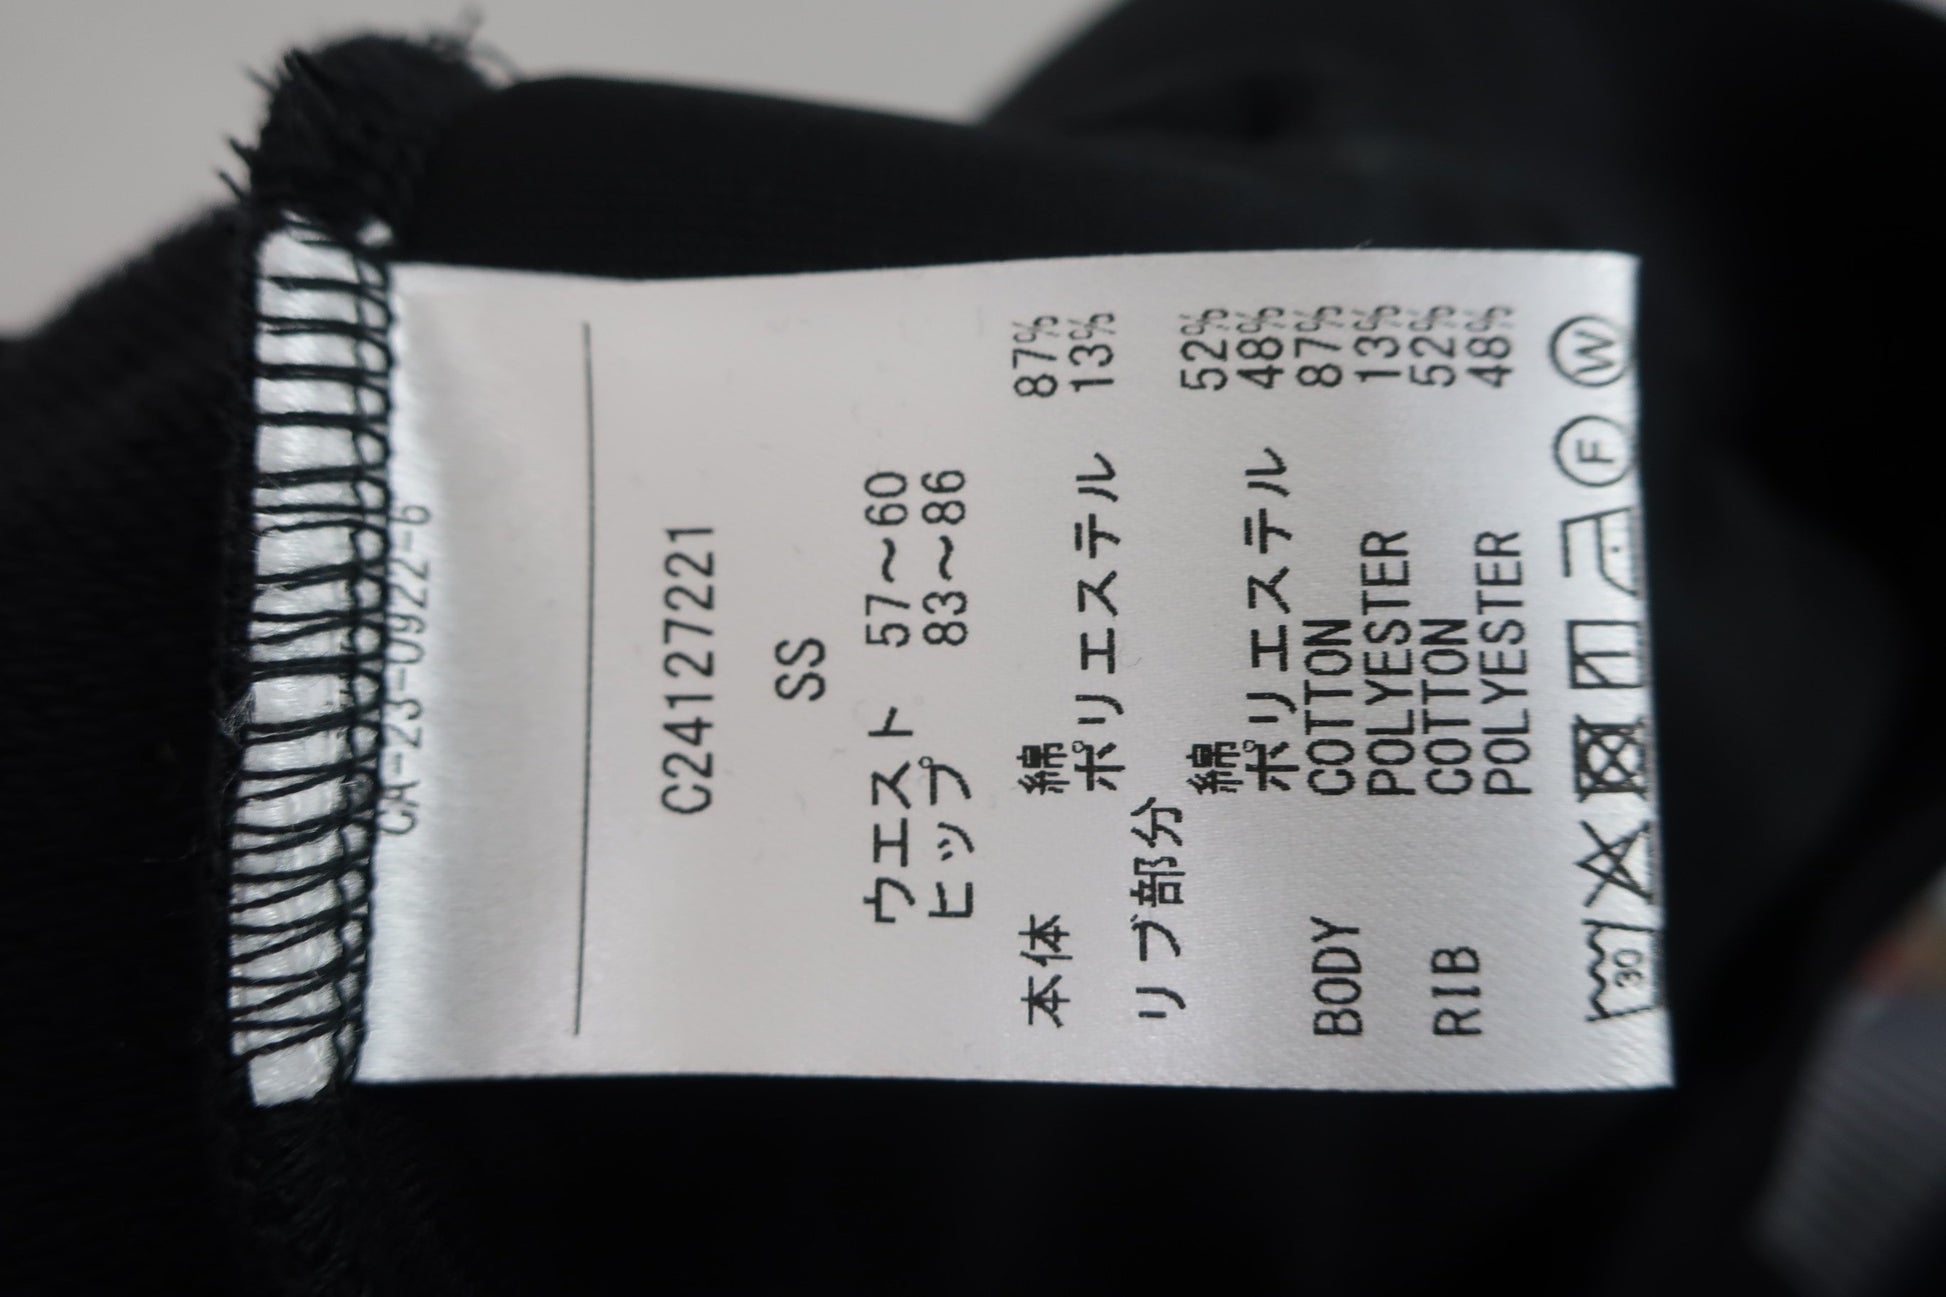 CA-23-0922-6
C24127221
SS
ウエスト 57～60
ヒップ 83～86
本体 綿 87%
ポリエステル 13%
リブ部分
綿 52%
ポリエステル 48%
BODY COTTON 87%
POLYESTER 13%
RIB COTTON 52%
POLYESTER 48%
30 F W